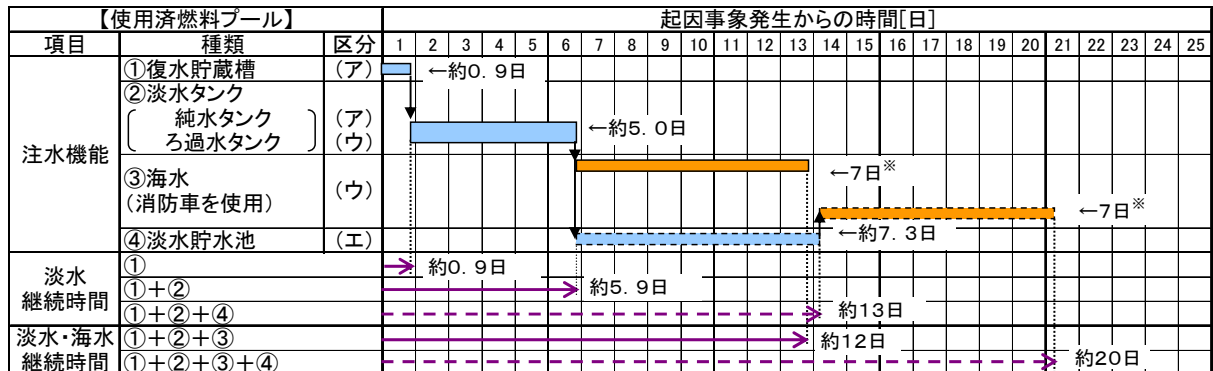 【使用済燃料プール】 起因事象発生からの時間[日]
項目 種類 区分 1 2 3 4 5 6 7 8 9 10 11 12 13 14 15 16 17 18 19 20 21 22 23 24 25
注水機能
①復水貯蔵槽 (ア) ←約0.9日
②淡水タンク
純水タンク (ア)
ろ過水タンク (ウ) ←約5.0日
③海水
(消防車を使用) (ウ) ←7日※
←7日※
④淡水貯水池 (エ) ←約7.3日
淡水
継続時間
① 約0.9日
①+② 約5.9日
①+②+④ 約13日
淡水・海水
継続時間
①+②+③ 約12日
①+②+③+④ 約20日